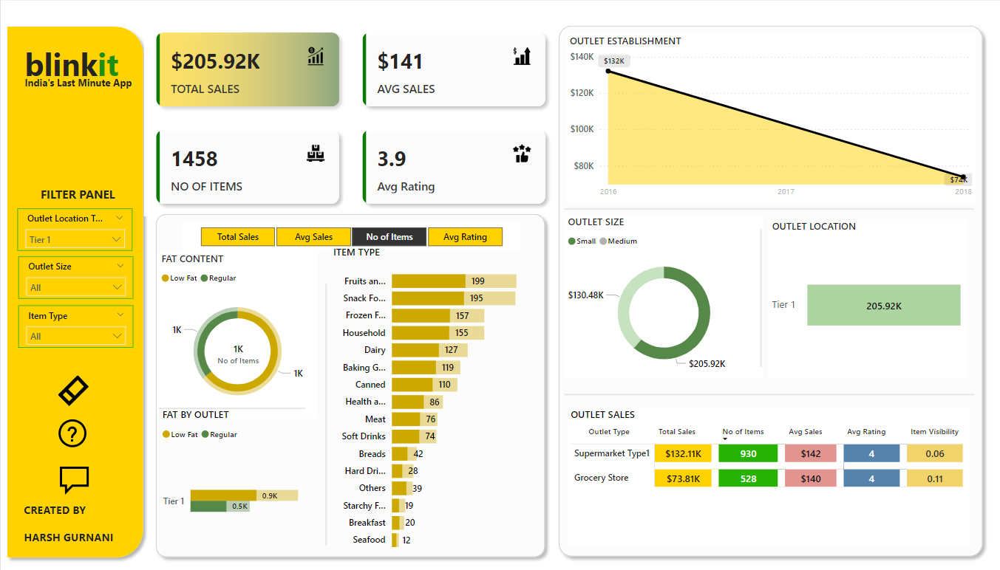 blinkit
India's Last Minute App
FILTER PANEL
Outlet Location T...
Tier 1
Outlet Size
All
Item Type
All
?
CREATED BY
HARSH GURNANI
$205.92K
TOTAL SALES
$141
AVG SALES
1458
NO OF ITEMS
3.9
Avg Rating
Total Sales Avg Sales No of Items Avg Rating
FAT CONTENT
Low Fat Regular
1K
1K
No of Items
1K
FAT BY OUTLET
Low Fat Regular
Tier 1
0.9K
0.5K
ITEM TYPE
Fruits an... 199
Snack Fo... 195
Frozen F... 157
Household 155
Dairy 127
Baking G... 119
Canned 110
Health a... 86
Meat 76
Soft Drinks 74
Breads 42
Hard Dri... 28
Others 39
Starchy F... 19
Breakfast 20
Seafood 12
OUTLET ESTABLISHMENT
$140K
$132K
$120K
$100K
$80K
$74K
2016 2017 2018
OUTLET SIZE
Small Medium
$130.48K
$205.92K
OUTLET LOCATION
Tier 1 205.92K
OUTLET SALES
Outlet Type Total Sales No of Items Avg Sales Avg Rating Item Visibility
Supermarket Type1 $132.11K 930 $142 4 0.06
Grocery Store $73.81K 528 $140 4 0.11